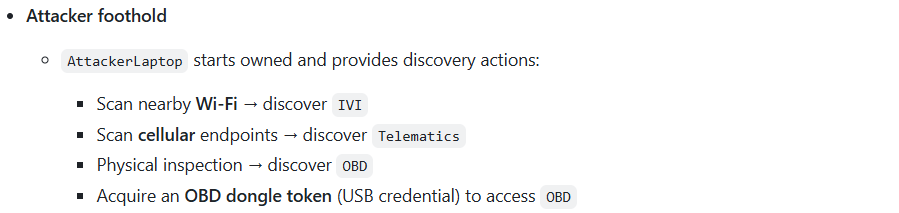 Attacker foothold
AttackerLaptop starts owned and provides discovery actions:
Scan nearby Wi-Fi → discover IVI
Scan cellular endpoints → discover Telematics
Physical inspection → discover OBD
Acquire an OBD dongle token (USB credential) to access OBD